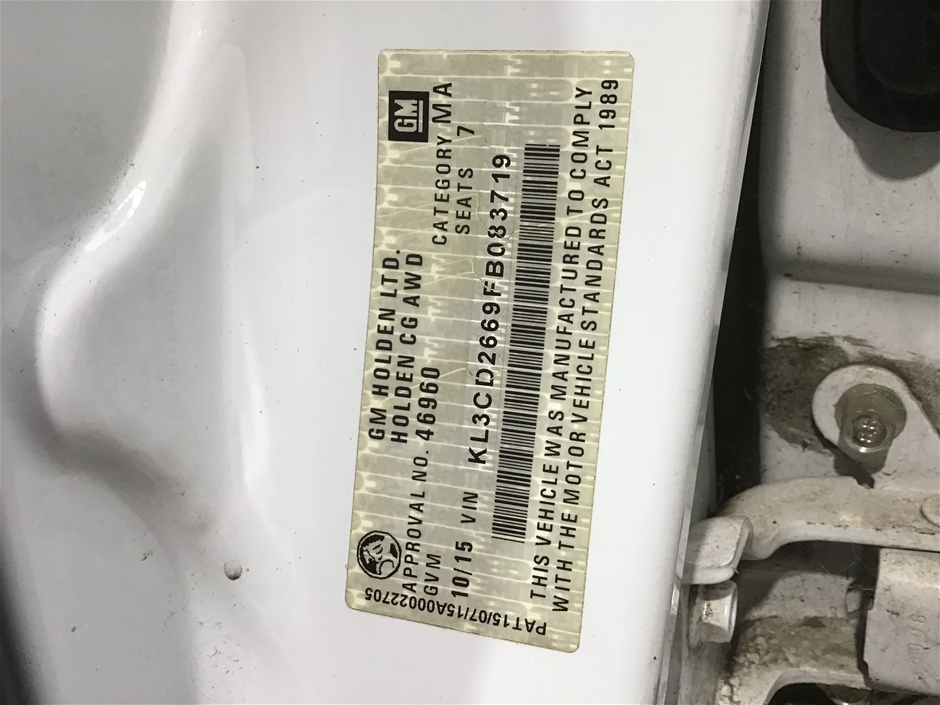 GM HOLDEN LTD.
HOLDEN CG AWD
GM
APPROVAL NO. 46960
CATEGORY MA
GVM
SEATS 7
10/15 VIN KL3CD2669FB083719
THIS VEHICLE WAS MANUFACTURED TO COMPLY
WITH THE MOTOR VEHICLE STANDARDS ACT 1989
PAT15/07/15A00022705